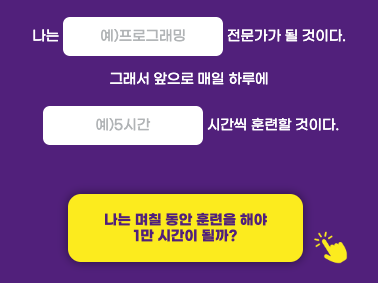 나는 예)프로그래밍 전문가가 될 것이다.
그래서 앞으로 매일 하루에
예)5시간 시간씩 훈련할 것이다.
나는 며칠 동안 훈련을 해야
1만 시간이 될까?